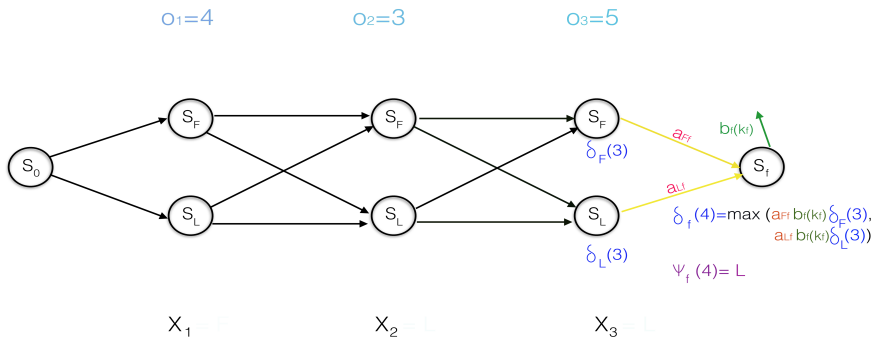 O1=4 O2=3 O3=5
SF SF SF
aFf bf(kf)
δF(3)
S0 Sf
aLf
SL SL SL
δf(4)=max (aFf bf(kf)δF(3),
aLf bf(kf)δL(3))
δL(3)
Ψf(4)= L
X1 X2 X3